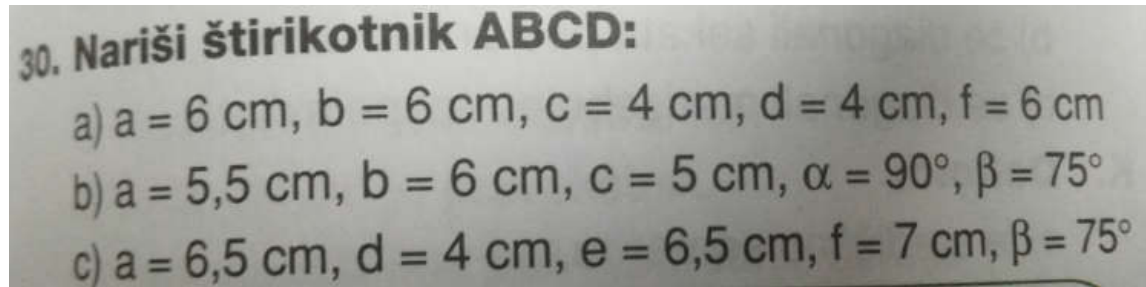 30. Nariši štirikotnik ABCD:
a) a = 6 cm, b = 6 cm, c = 4 cm, d = 4 cm, f = 6 cm
b) a = 5,5 cm, b = 6 cm, c = 5 cm, α = 90°, β = 75°
c) a = 6,5 cm, d = 4 cm, e = 6,5 cm, f = 7 cm, β = 75°